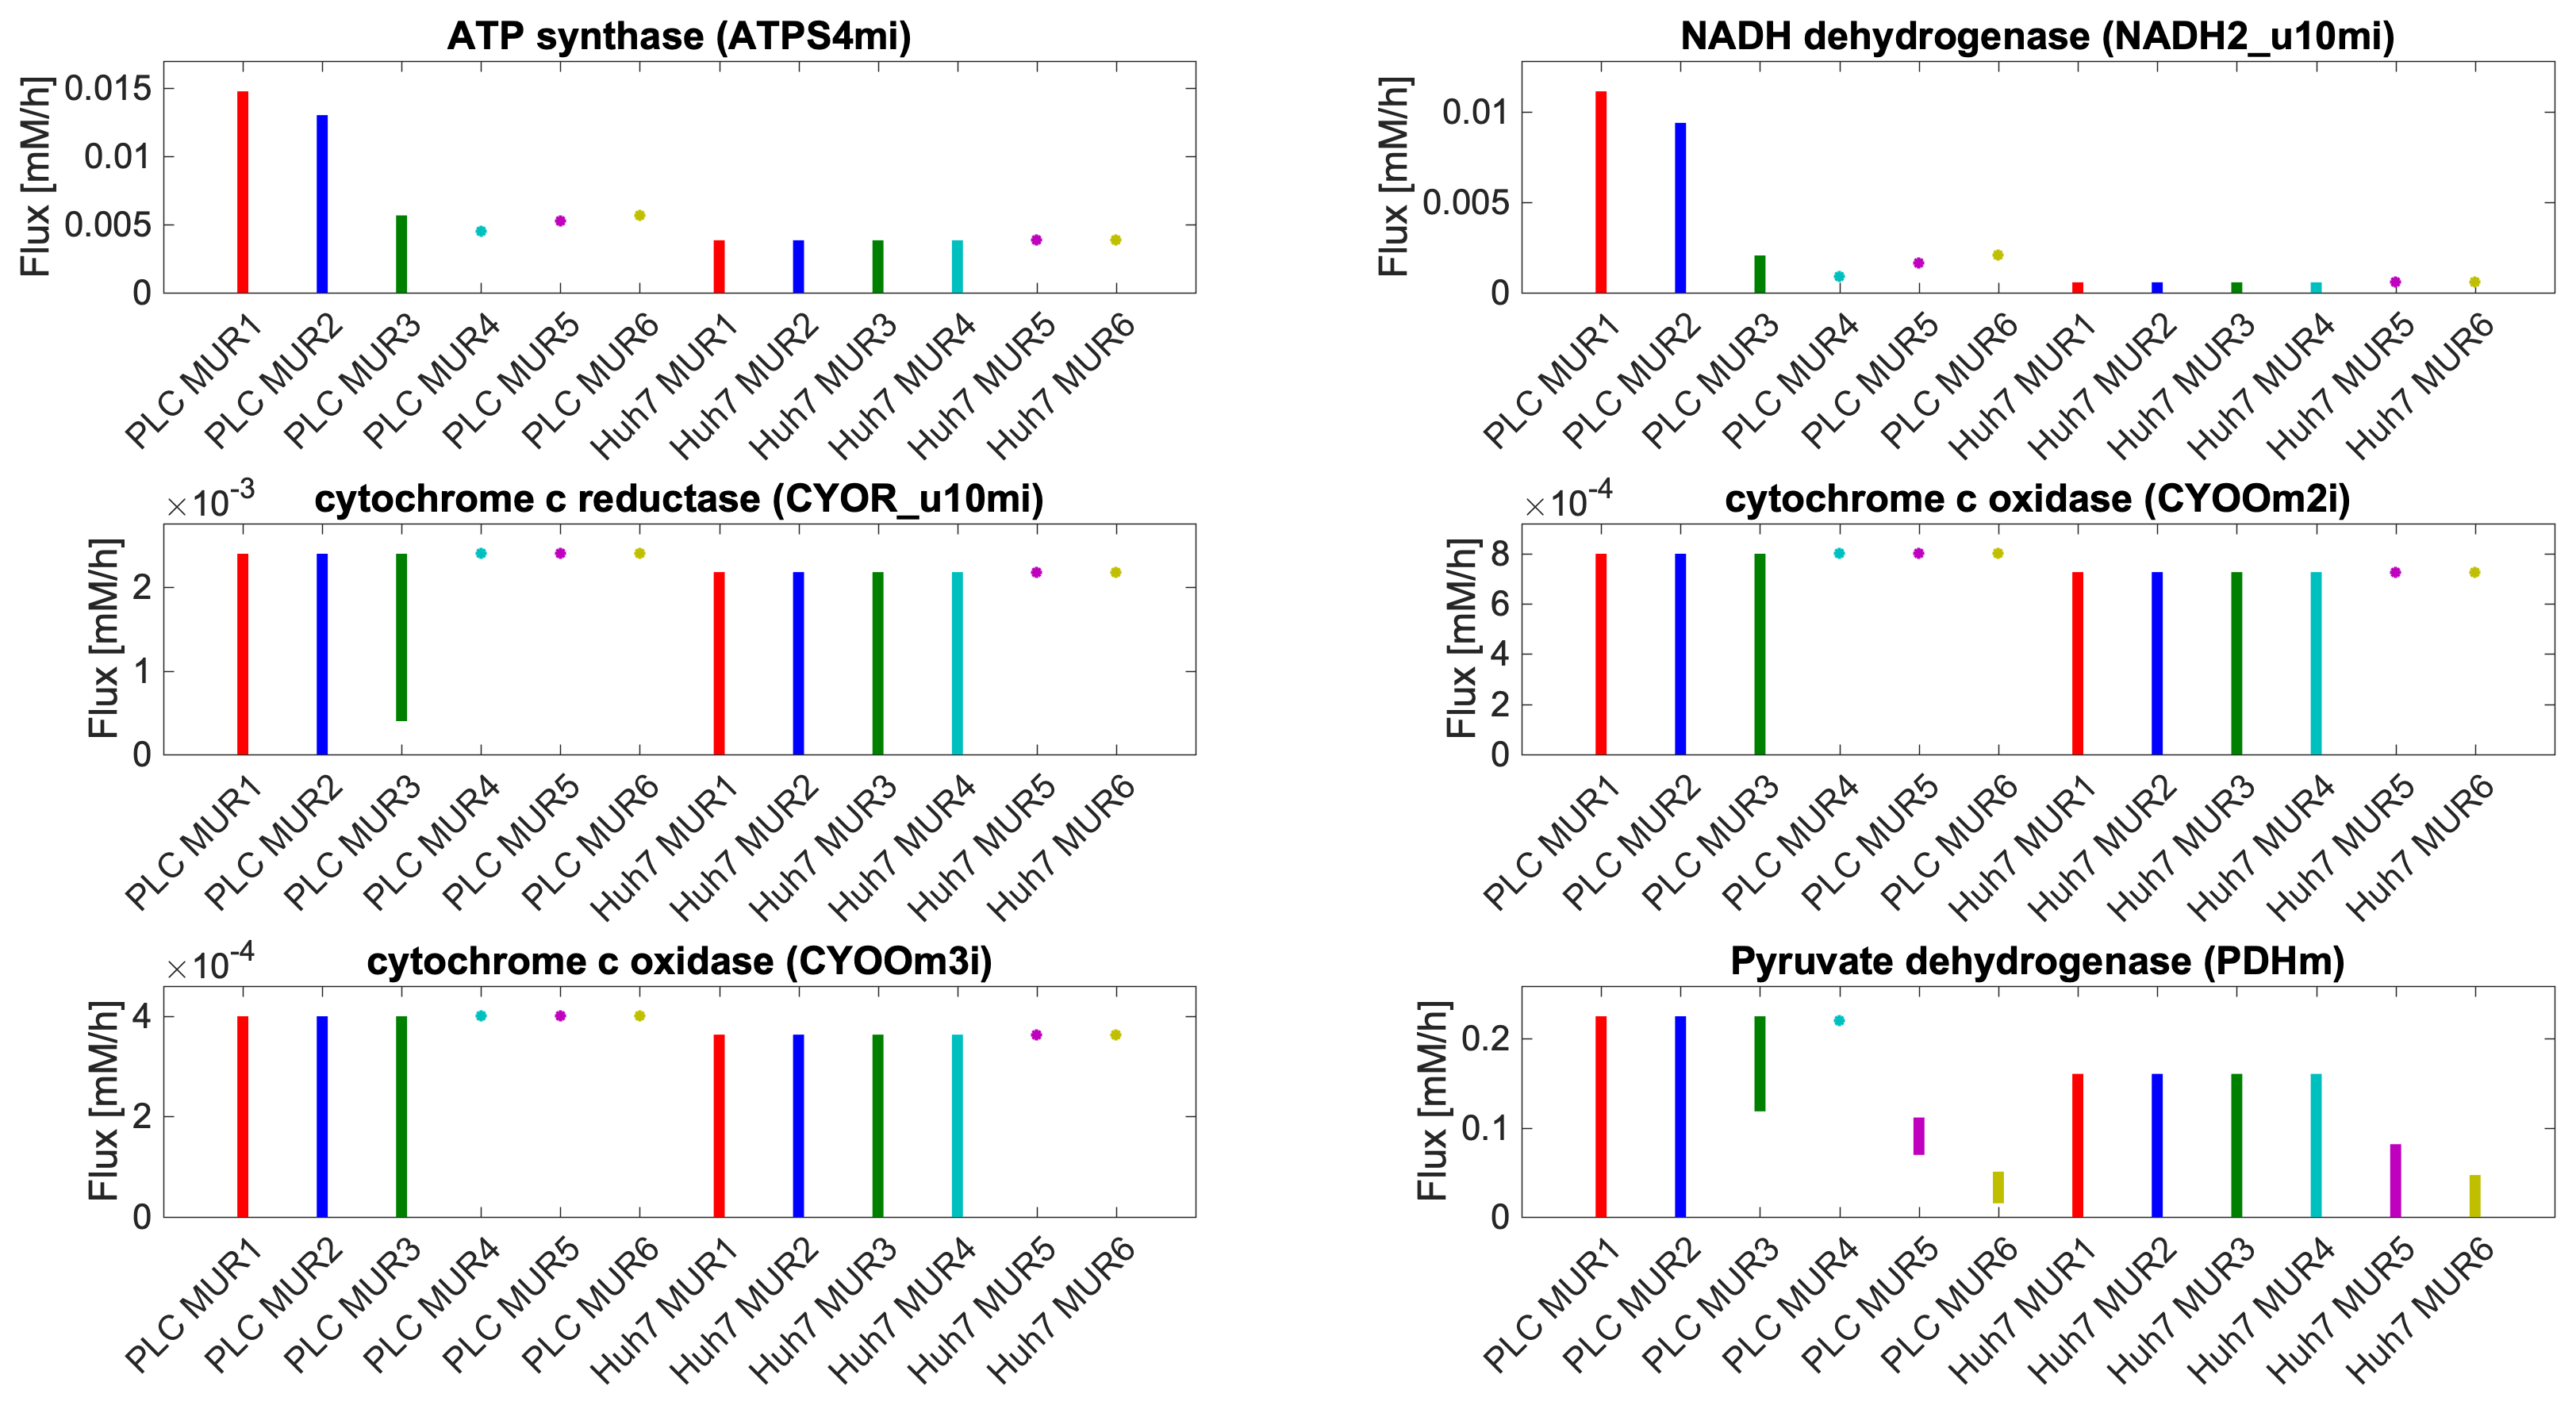 ATP synthase (ATPS4mi)
Flux [mM/h]
0.015
0.01
0.005
0
PLC MUR1
PLC MUR2
PLC MUR3
PLC MUR4
PLC MUR5
PLC MUR6
Huh7 MUR1
Huh7 MUR2
Huh7 MUR3
Huh7 MUR4
Huh7 MUR5
Huh7 MUR6
NADH dehydrogenase (NADH2_u10mi)
Flux [mM/h]
0.01
0.005
0
PLC MUR1
PLC MUR2
PLC MUR3
PLC MUR4
PLC MUR5
PLC MUR6
Huh7 MUR1
Huh7 MUR2
Huh7 MUR3
Huh7 MUR4
Huh7 MUR5
Huh7 MUR6
×10-3
cytochrome c reductase (CYOR_u10mi)
Flux [mM/h]
2
1
0
PLC MUR1
PLC MUR2
PLC MUR3
PLC MUR4
PLC MUR5
PLC MUR6
Huh7 MUR1
Huh7 MUR2
Huh7 MUR3
Huh7 MUR4
Huh7 MUR5
Huh7 MUR6
×10-4
cytochrome c oxidase (CYOOm2i)
Flux [mM/h]
8
6
4
2
0
PLC MUR1
PLC MUR2
PLC MUR3
PLC MUR4
PLC MUR5
PLC MUR6
Huh7 MUR1
Huh7 MUR2
Huh7 MUR3
Huh7 MUR4
Huh7 MUR5
Huh7 MUR6
×10-4
cytochrome c oxidase (CYOOm3i)
Flux [mM/h]
4
2
0
PLC MUR1
PLC MUR2
PLC MUR3
PLC MUR4
PLC MUR5
PLC MUR6
Huh7 MUR1
Huh7 MUR2
Huh7 MUR3
Huh7 MUR4
Huh7 MUR5
Huh7 MUR6
Pyruvate dehydrogenase (PDHm)
Flux [mM/h]
0.2
0.1
0
PLC MUR1
PLC MUR2
PLC MUR3
PLC MUR4
PLC MUR5
PLC MUR6
Huh7 MUR1
Huh7 MUR2
Huh7 MUR3
Huh7 MUR4
Huh7 MUR5
Huh7 MUR6